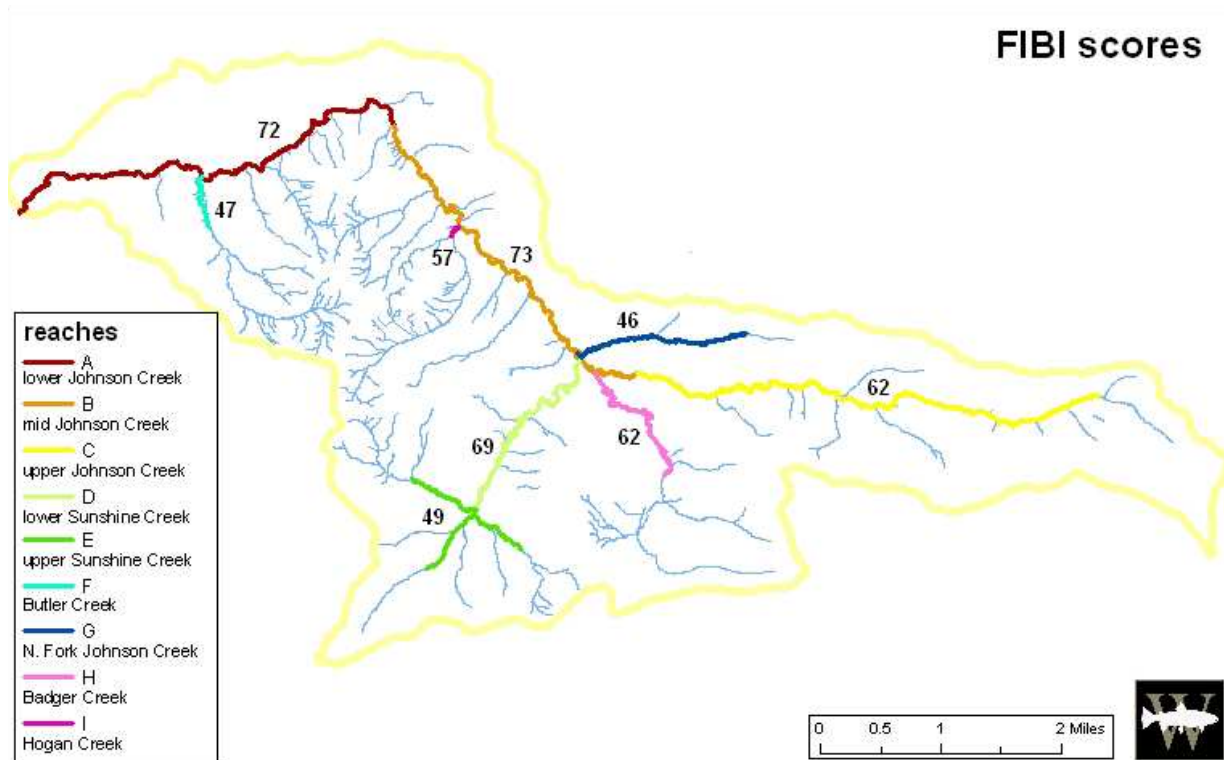 FIBI scores
72
47
57
73
46
62
62
69
49
reaches
A
lower Johnson Creek
B
mid Johnson Creek
C
upper Johnson Creek
D
lower Sunshine Creek
E
upper Sunshine Creek
F
Butler Creek
G
N. Fork Johnson Creek
H
Badger Creek
I
Hogan Creek
0 0.5 1 2 Miles
W